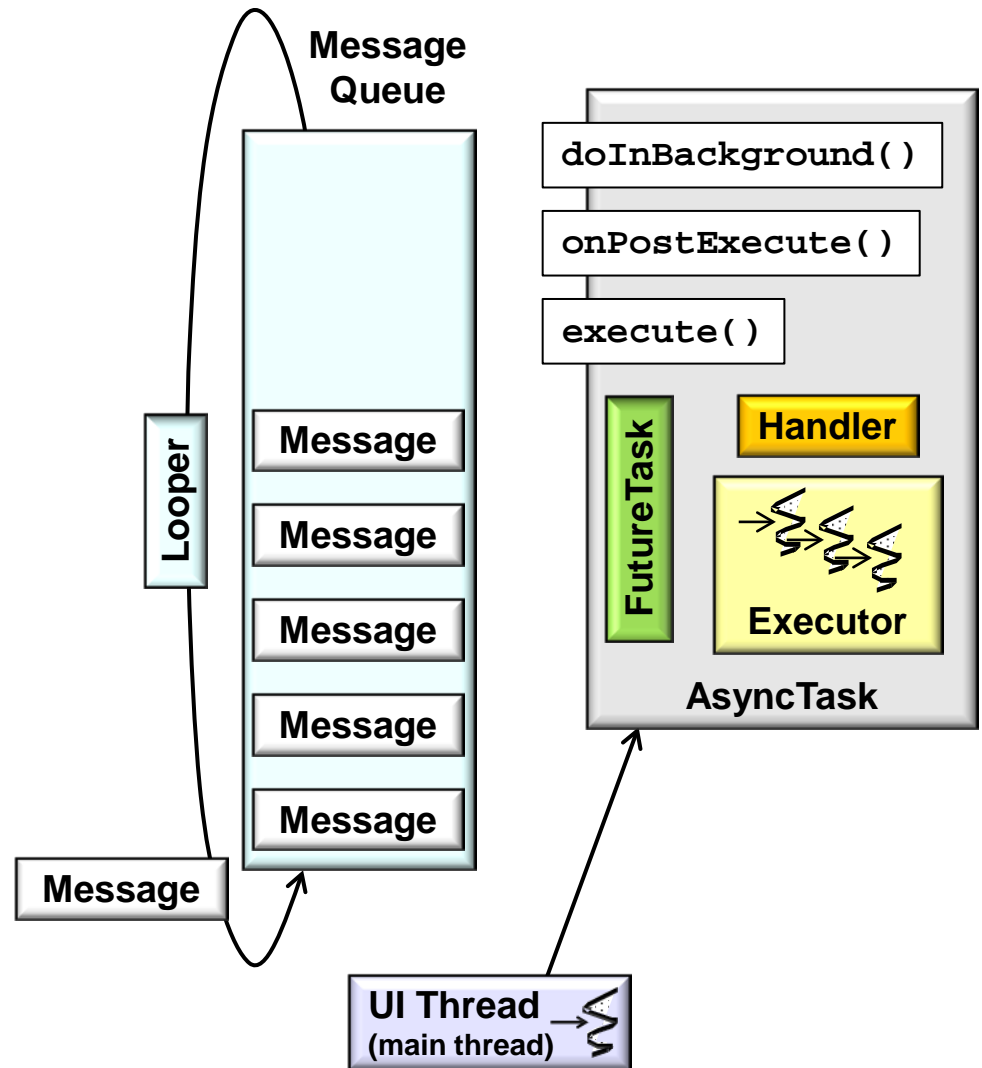 Message
Queue
doInBackground()
onPostExecute()
execute()
Looper
Message
Message
Message
Message
Message
Message
FutureTask
Handler
Executor
AsyncTask
UI Thread
(main thread)